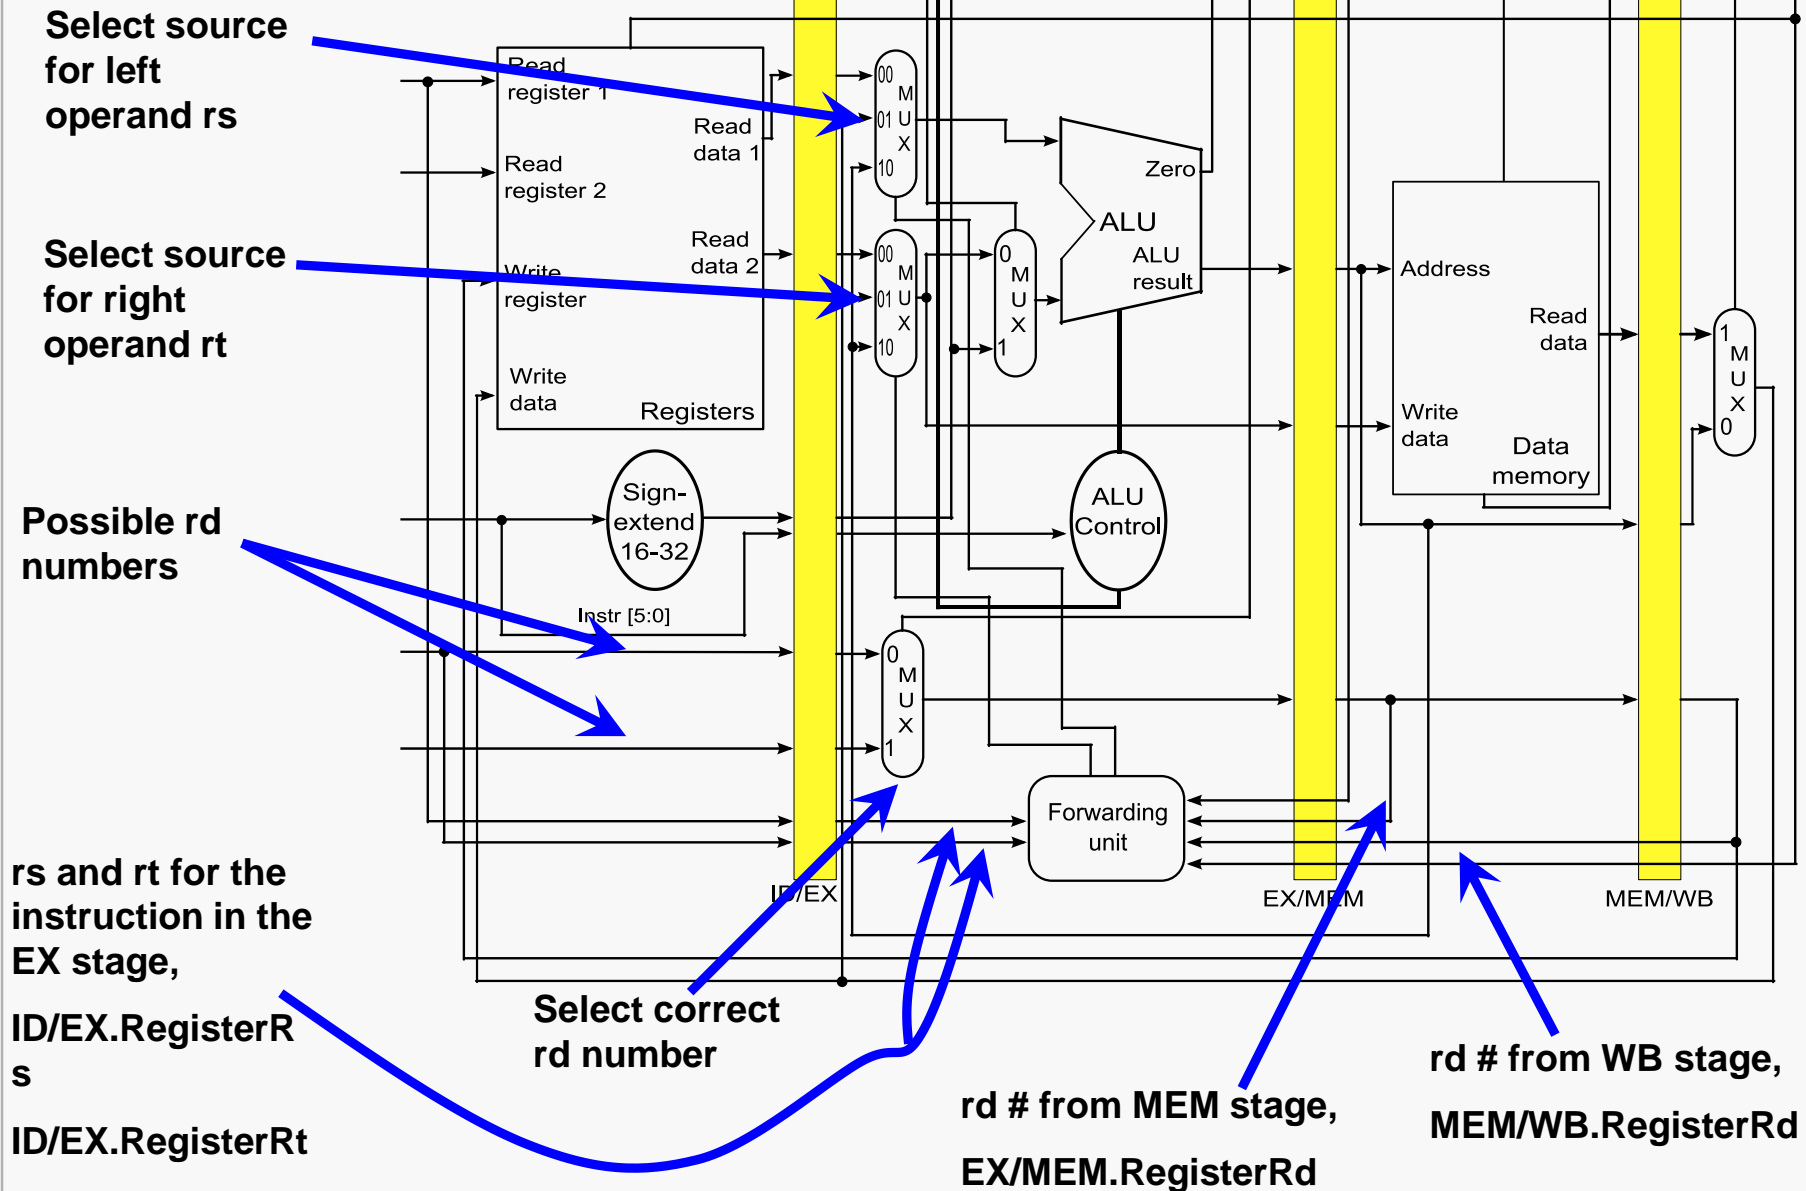 Select source
for left
operand rs
Select source
for right
operand rt
Possible rd
numbers
rs and rt for the
instruction in the
EX stage,
ID/EX.RegisterR
s
ID/EX.RegisterRt
Read
register 1
Read
data 1
Read
register 2
Read
data 2
Write
register
Write
data
Registers
Sign-
extend
16-32
Instr [5:0]
00
M
01 U
X
10
00
M
01 U
X
10
0
M
U
X
1
Zero
ALU
ALU
result
ALU
Control
0
M
U
X
1
Forwarding
unit
Address
Read
data
Write
data
Data
memory
1
M
U
X
0
ID/EX
EX/MEM
MEM/WB
Select correct
rd number
rd # from MEM stage,
EX/MEM.RegisterRd
rd # from WB stage,
MEM/WB.RegisterRd